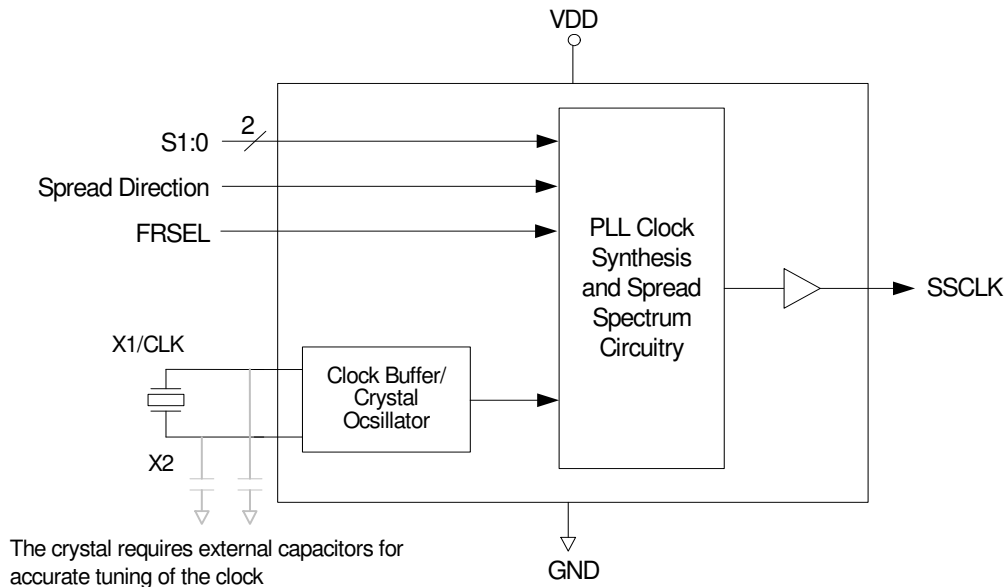 VDD
2
S1:0
Spread Direction
FRSEL
PLL Clock
Synthesis
and Spread
Spectrum
Circuitry
SSCLK
X1/CLK
Clock Buffer/
Crystal
Ocsillator
X2
The crystal requires external capacitors for
accurate tuning of the clock
GND